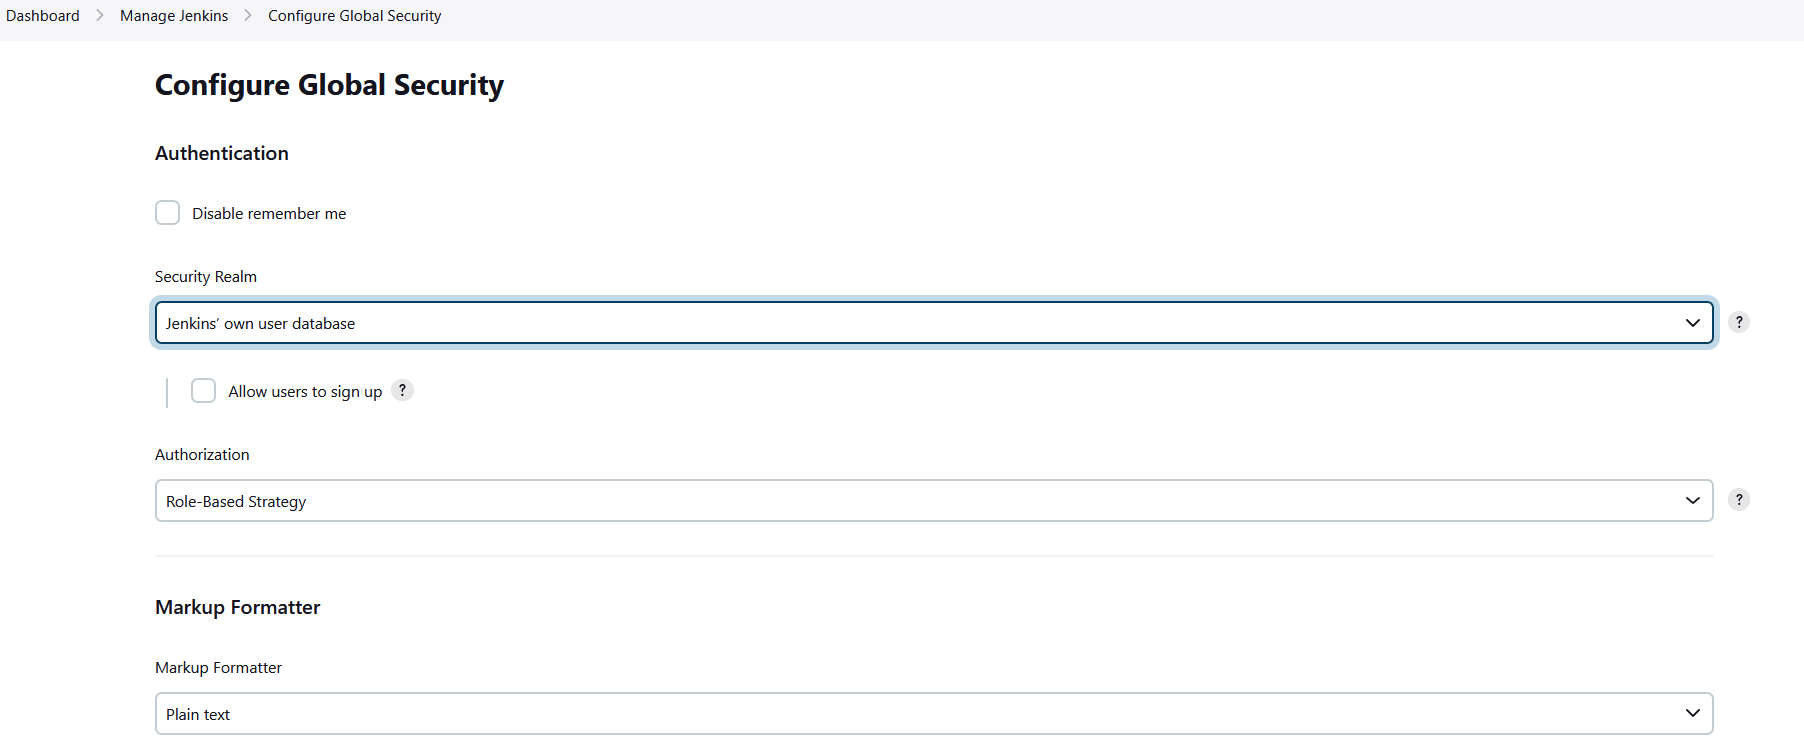 Dashboard > Manage Jenkins > Configure Global Security
Configure Global Security
Authentication
Disable remember me
Security Realm
Jenkins’ own user database
?
Allow users to sign up ?
Authorization
Role-Based Strategy
?
Markup Formatter
Markup Formatter
Plain text